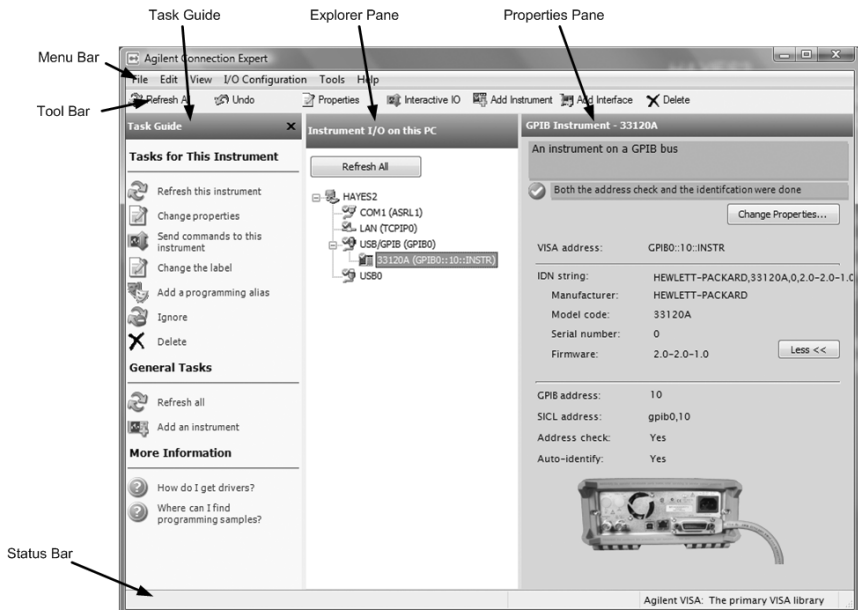 Task Guide
Explorer Pane
Properties Pane
Menu Bar
Tool Bar
Status Bar
Agilent Connection Expert
File Edit View I/O Configuration Tools Help
Refresh All Undo Properties Interactive IO Add Instrument Add Interface Delete
Task Guide
Tasks for This Instrument
Refresh this instrument
Change properties
Send commands to this
instrument
Change the label
Add a programming alias
Ignore
Delete
General Tasks
Refresh all
Add an instrument
More Information
How do I get drivers?
Where can I find
programming samples?
Instrument I/O on this PC
Refresh All
HAYES2
COM1 (ASRL1)
LAN (TCPIP0)
USB/GPIB (GPIB0)
33120A (GPIB0::10::INSTR)
USB0
GPIB Instrument - 33120A
An instrument on a GPIB bus
Both the address check and the identifcation were done
Change Properties...
VISA address: GPIB0::10::INSTR
IDN string: HEWLETT-PACKARD,33120A,0,2.0-2.0-1.0
Manufacturer: HEWLETT-PACKARD
Model code: 33120A
Serial number: 0
Firmware: 2.0-2.0-1.0
Less <<
GPIB address: 10
SICL address: gpib0,10
Address check: Yes
Auto-identify: Yes
Agilent VISA: The primary VISA library